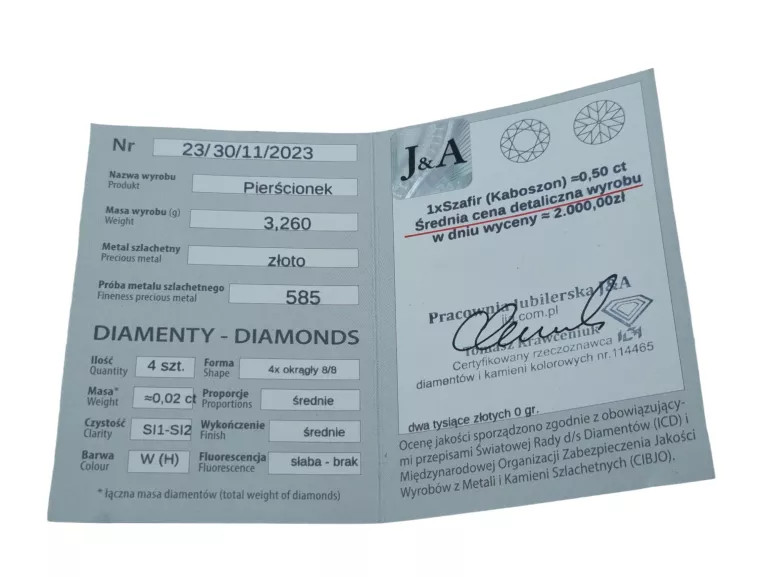 Nr 23/30/11/2023
Nazwa wyrobu
Produkt
Pierścionek
Masa wyrobu (g)
Weight
3,260
Metal szlachetny
Precious metal
złoto
Próba metalu szlachetnego
Fineness precious metal
585
DIAMENTY - DIAMONDS
Ilość
Quantity
4 szt.
Forma
Shape
4x okrągły 8/8
Masa*
Weight
≈0,02 ct
Proporcje
Proportions
średnie
Czystość
Clarity
SI1-SI2
Wykończenie
Finish
średnie
Barwa
Colour
W (H)
Fluorescencja
Fluorescence
słaba - brak
* łączna masa diamentów (total weight of diamonds)
J&A
1xSzafir (Kaboszon) ≈0,50 ct
Średnia cena detaliczna wyrobu
w dniu wyceny ≈ 2.000,00zł
Pracownia Jubilerska J&A
.com.pl
Tomasz Krawceniuk
Certyfikowany rzeczoznawca
diamentów i kamieni kolorowych nr.114465
dwa tysiące złotych 0 gr.
Ocenę jakości sporządzono zgodnie z obowiązujący-
mi przepisami Światowej Rady d/s Diamentów (ICD) i
Międzynarodowej Organizacji Zabezpieczenia Jakości
Wyrobów z Metali i Kamieni Szlachetnych (CIBJO).